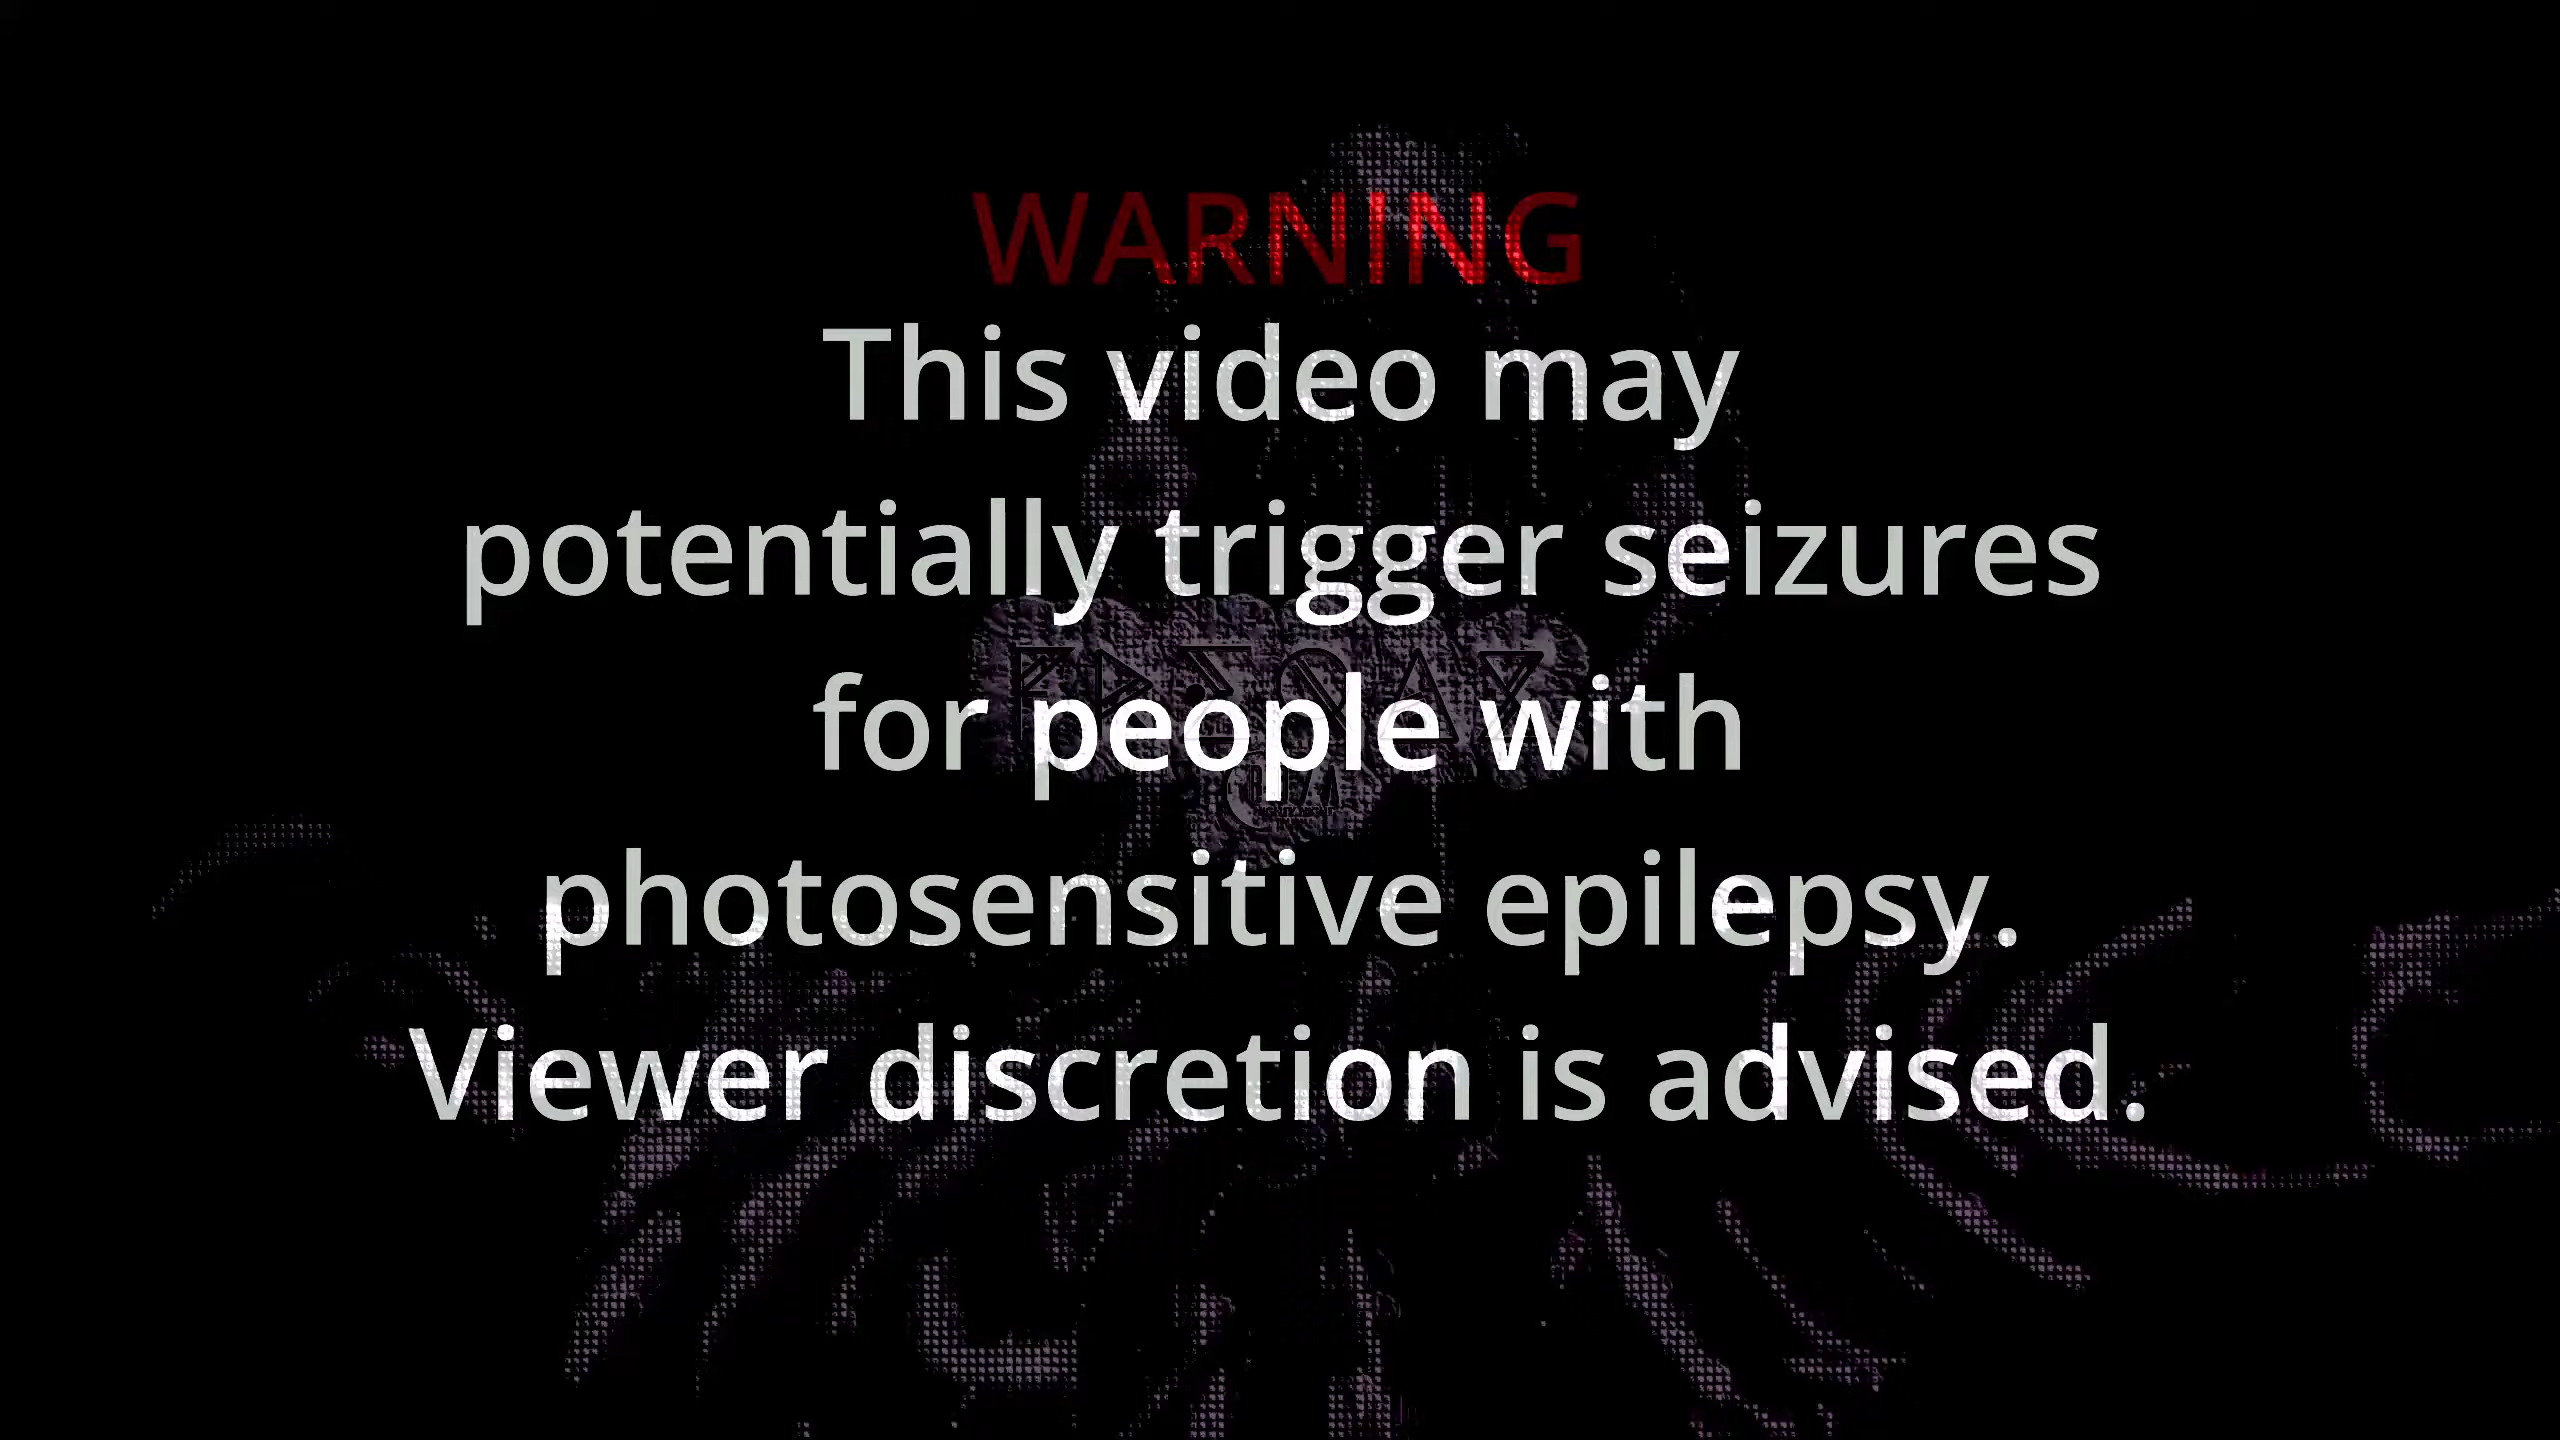 WARNING
This video may
potentially trigger seizures
for people with
photosensitive epilepsy.
Viewer discretion is advised.